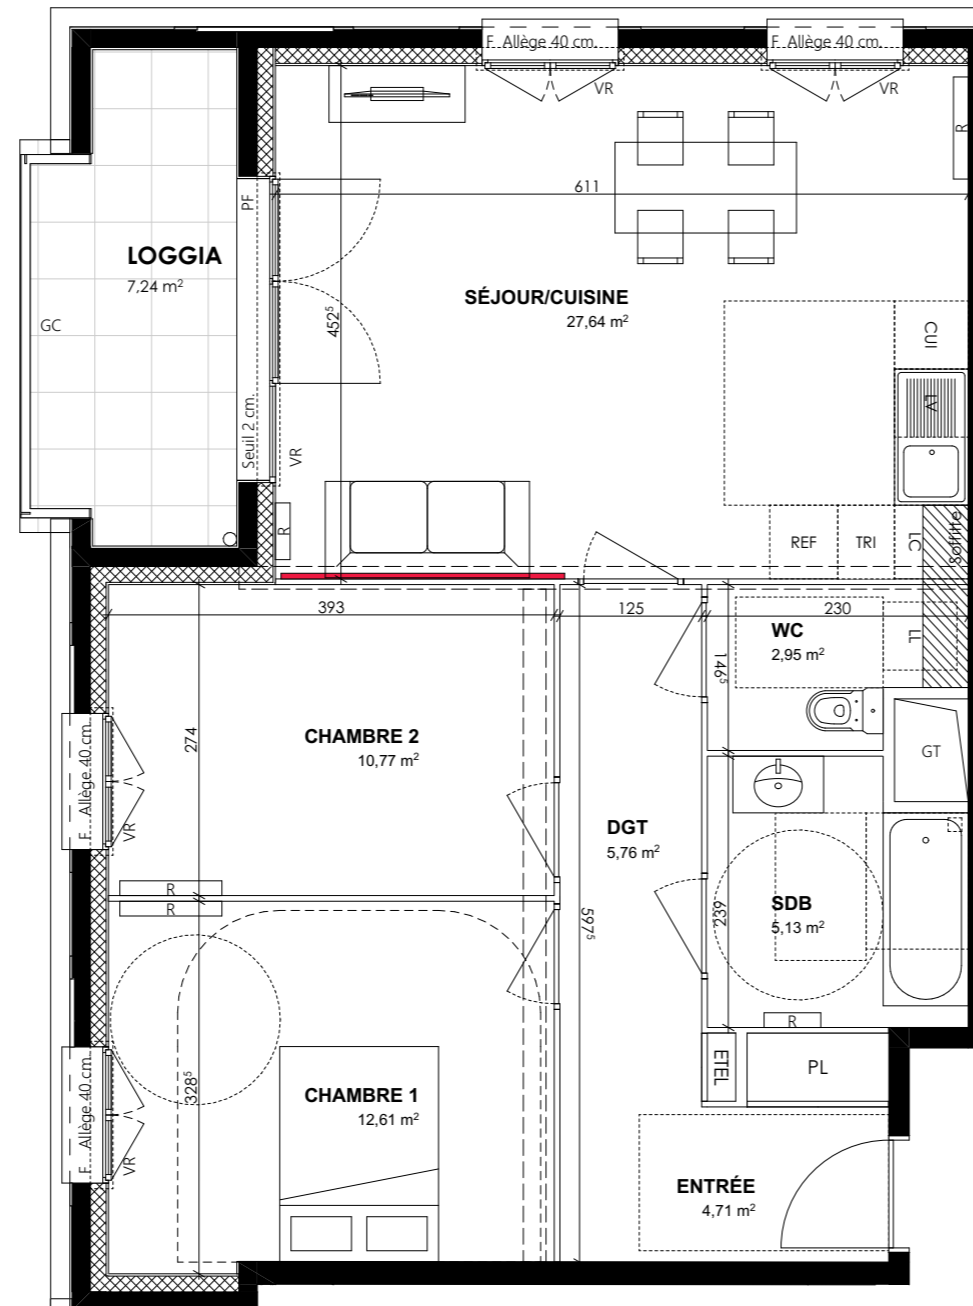 F Allège 40 cm.
F Allège 40 cm.
VR
VR
R
611
PF
LOGGIA
7,24 m²
GC
SÉJOUR/CUISINE
27,64 m²
452⁵
CUI
LV
Seuil 2 cm.
VR
R
REF
TRI
LC
Soffitte
393
125
230
WC
2,95 m²
LL
146⁵
274
CHAMBRE 2
10,77 m²
F Allège 40 cm.
VR
GT
DGT
5,76 m²
R
R
597⁵
239
SDB
5,13 m²
R
ETEL
PL
328⁵
CHAMBRE 1
12,61 m²
F Allège 40 cm.
VR
ENTRÉE
4,71 m²